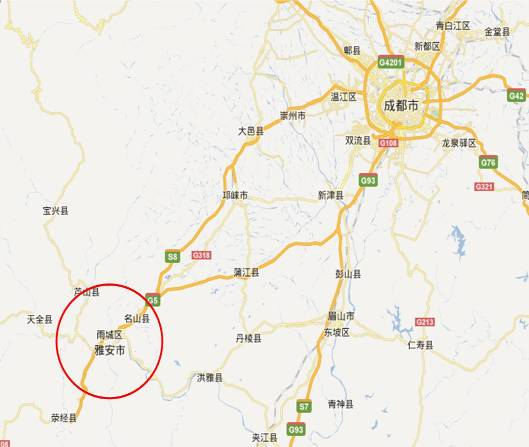 青白江区
金堂县
郫县
新都区
G4201
温江区
成都市
G42
崇州市
大邑县
双流县
G108
龙泉驿区
G76
G93
G321
邛崃市
新津县
简
宝兴县
S8
G318
蒲江县
彭山县
芦山县
G5
天全县
名山县
眉山市
G213
雨城区
东坡区
雅安市
丹棱县
仁寿县
洪雅县
荥经县
S7
青神县
G93
夹江县
08